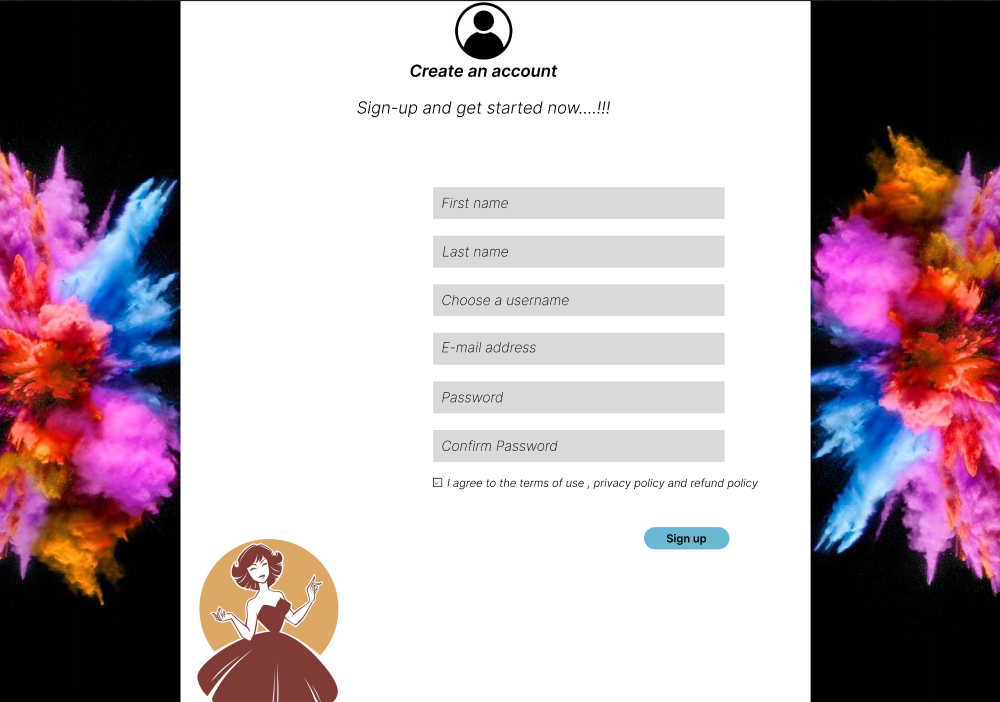 Create an account
Sign-up and get started now....!!!
First name
Last name
Choose a username
E-mail address
Password
Confirm Password
I agree to the terms of use , privacy policy and refund policy
Sign up